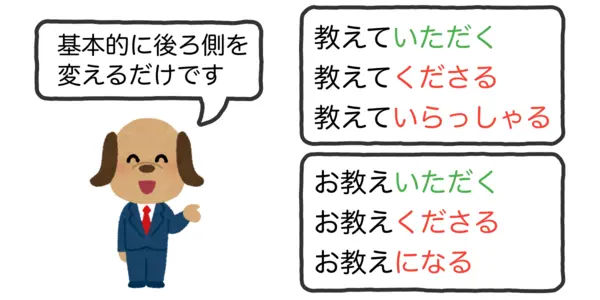 基本的に後ろ側を
変えるだけです
教えていただく
教えてくださる
教えていらっしゃる
お教えいただく
お教えくださる
お教えになる